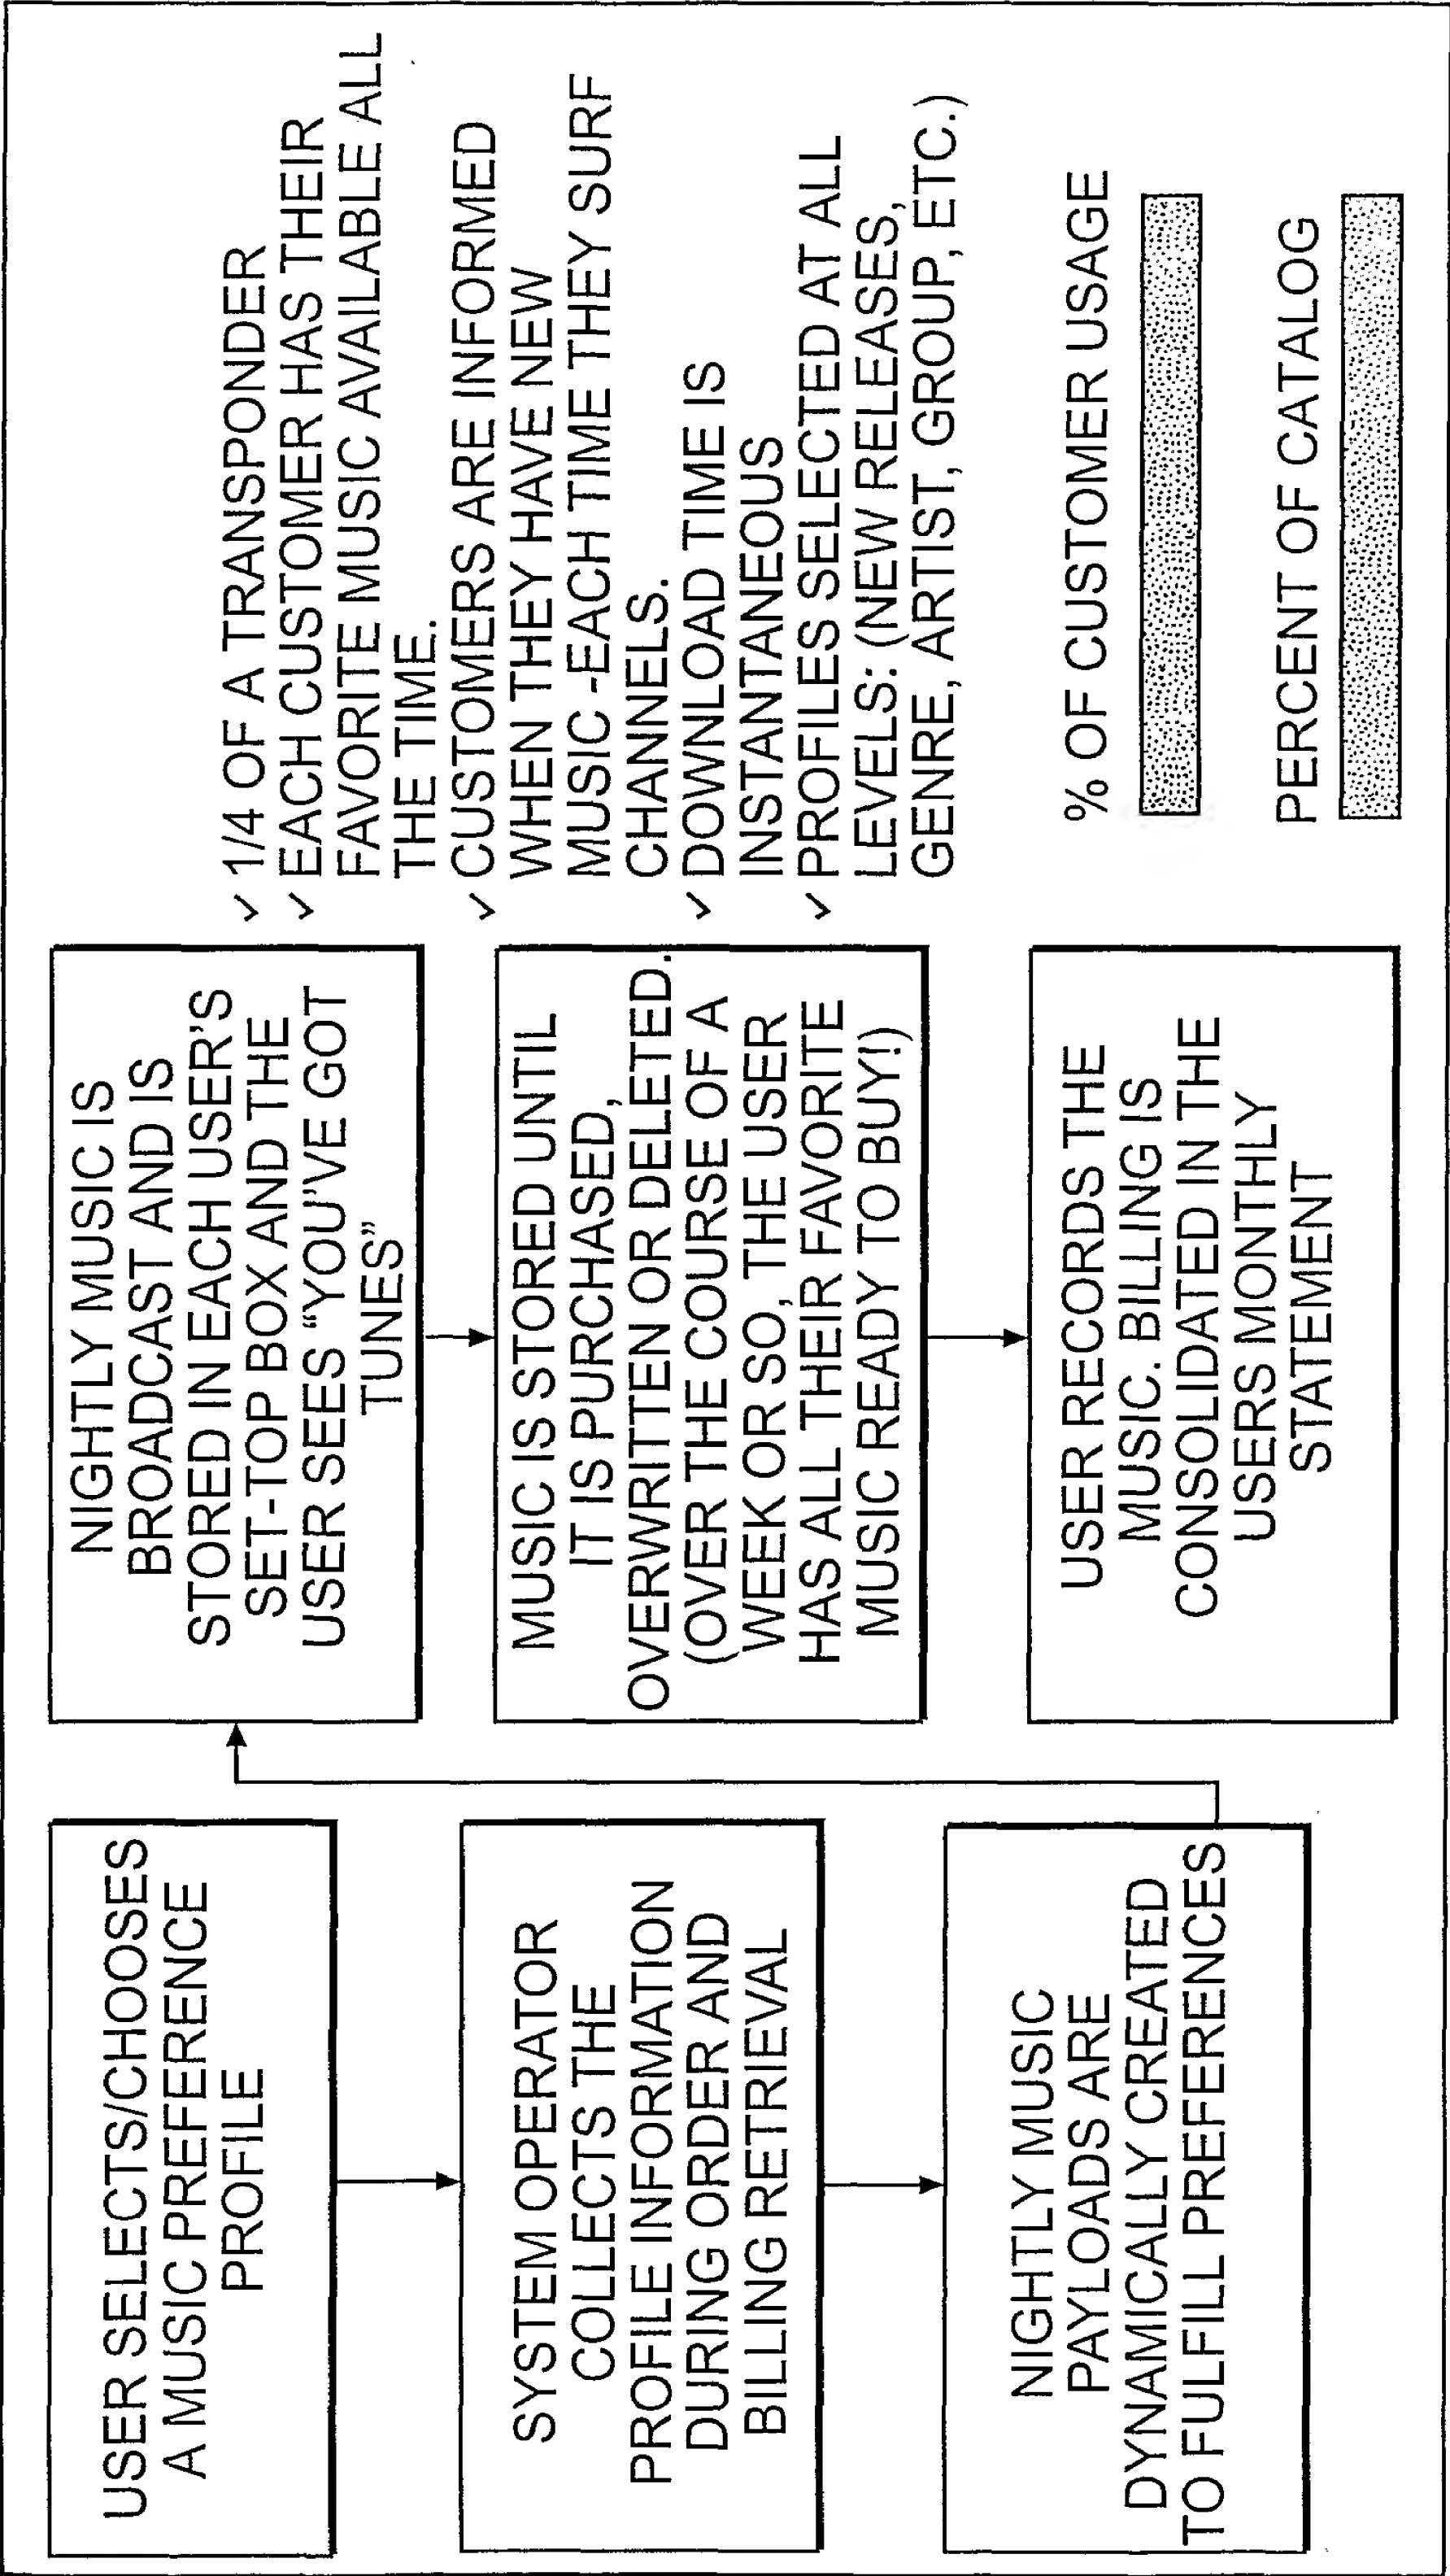 USER SELECTS/CHOOSES
A MUSIC PREFERENCE
PROFILE
SYSTEM OPERATOR
COLLECTS THE
PROFILE INFORMATION
DURING ORDER AND
BILLING RETRIEVAL
NIGHTLY MUSIC
PAYLOADS ARE
DYNAMICALLY CREATED
TO FULFILL PREFERENCES
NIGHTLY MUSIC IS
BROADCAST AND IS
STORED IN EACH USER'S
SET-TOP BOX AND THE
USER SEES “YOU'VE GOT
TUNES”
MUSIC IS STORED UNTIL
IT IS PURCHASED,
OVERWRITTEN OR DELETED.
(OVER THE COURSE OF A
WEEK OR SO, THE USER
HAS ALL THEIR FAVORITE
MUSIC READY TO BUY!)
USER RECORDS THE
MUSIC. BILLING IS
CONSOLIDATED IN THE
USERS MONTHLY
STATEMENT
✓ 1/4 OF A TRANSPONDER
✓ EACH CUSTOMER HAS THEIR
FAVORITE MUSIC AVAILABLE ALL
THE TIME.
✓ CUSTOMERS ARE INFORMED
WHEN THEY HAVE NEW
MUSIC -EACH TIME THEY SURF
CHANNELS.
✓ DOWNLOAD TIME IS
INSTANTANEOUS
✓ PROFILES SELECTED AT ALL
LEVELS: (NEW RELEASES,
GENRE, ARTIST, GROUP, ETC.)
% OF CUSTOMER USAGE
PERCENT OF CATALOG